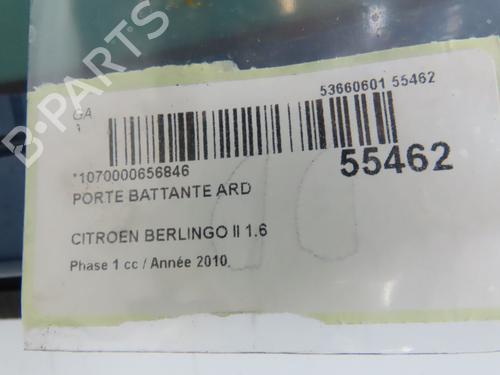 B-PARTS
53660601 55462
GA
1
*1070000656846
55462
PORTE BATTANTE ARD
CITROEN BERLINGO II 1.6
Phase 1 cc / Année 2010